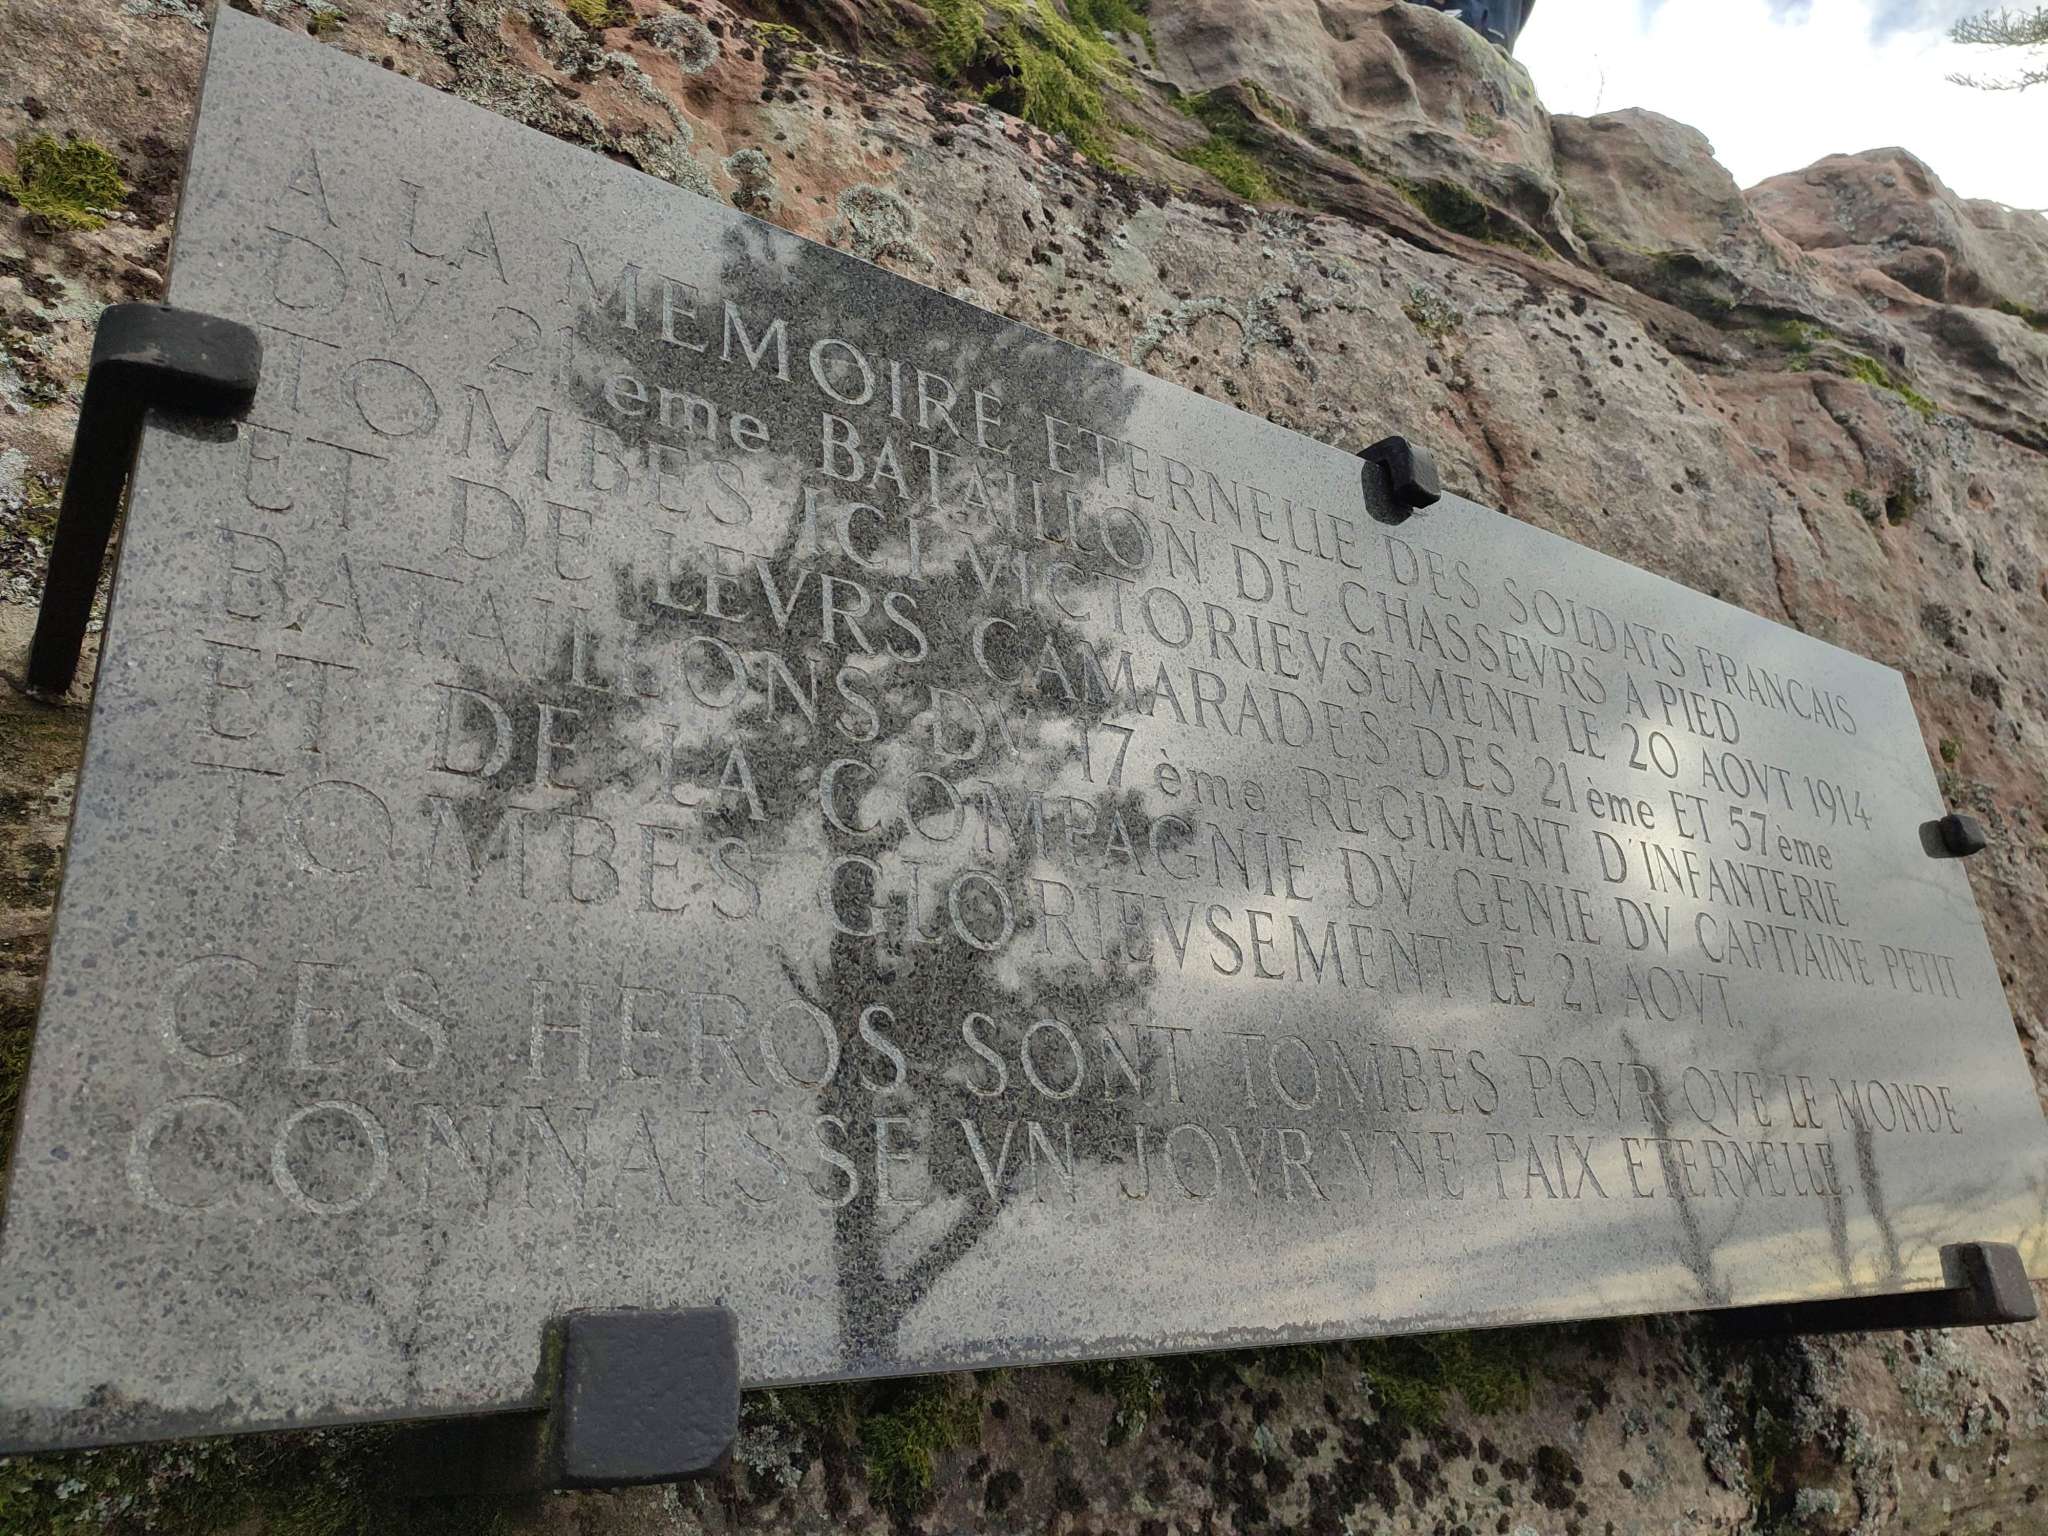 A LA MEMOIRE ETERNELLE DES SOLDATS FRANCAIS
DV 21eme BATAILLON DE CHASSEVRS A PIED
TOMBES ICI VICTORIEVSEMENT LE 20 AOVT 1914
ET DE LEVRS CAMARADES DES 21ème ET 57ème
BATAILLONS DV 17ème REGIMENT D'INFANTERIE
ET DE LA COMPAGNIE DV GENIE DV CAPITAINE PETIT
TOMBES GLORIEVSEMENT LE 21 AOVT.
CES HEROS SONT TOMBES POVR QVE LE MONDE
CONNAISSE VN JOVR VNE PAIX ETERNELLE.